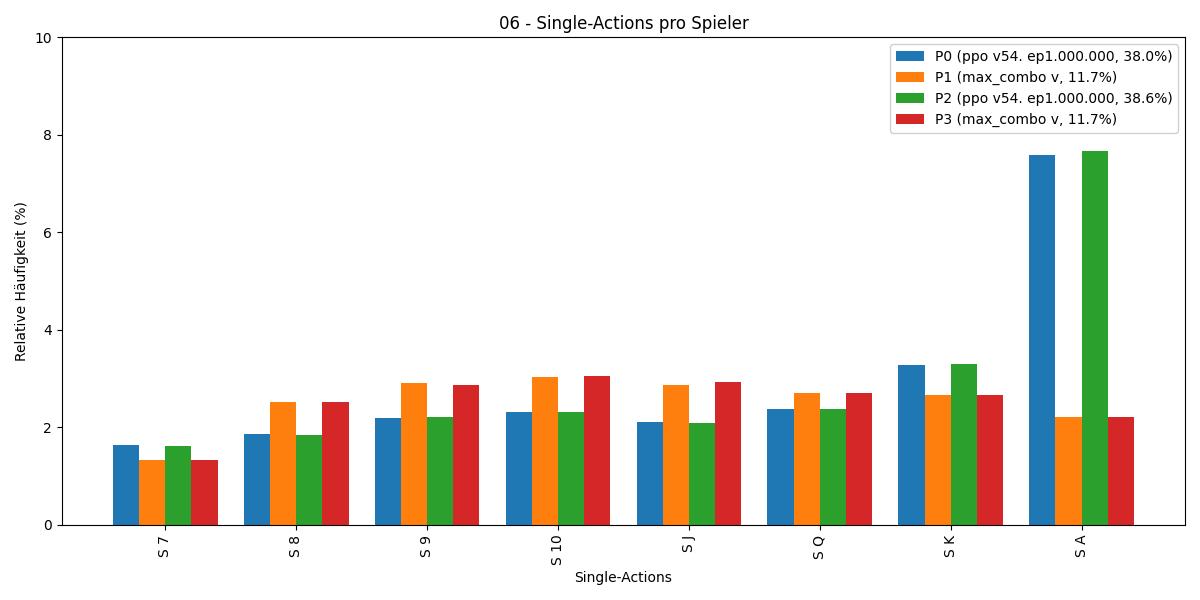 06 - Single-Actions pro Spieler
P0 (ppo v54. ep1.000.000, 38.0%)
P1 (max_combo v, 11.7%)
P2 (ppo v54. ep1.000.000, 38.6%)
P3 (max_combo v, 11.7%)
Relative Häufigkeit (%)
10
8
6
4
2
0
S 7
S 8
S 9
S 10
S J
S Q
S K
S A
Single-Actions